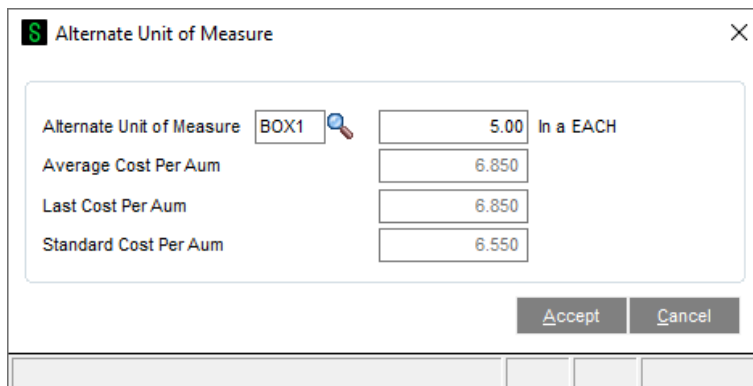 S Alternate Unit of Measure
Alternate Unit of Measure BOX1 5.00 In a EACH
Average Cost Per Aum 6.850
Last Cost Per Aum 6.850
Standard Cost Per Aum 6.550
Accept Cancel